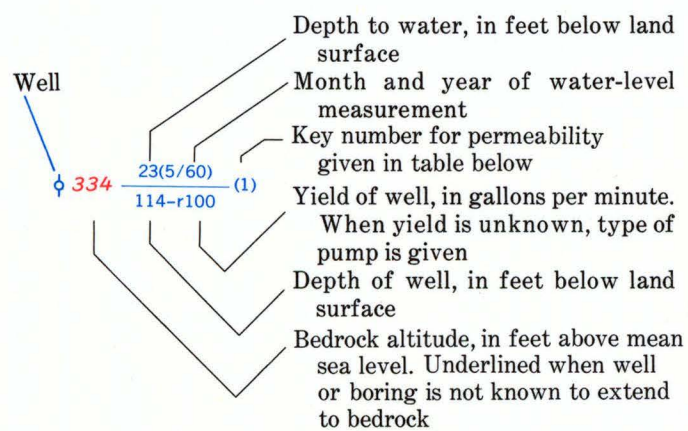 Depth to water, in feet below land
surface
Well
Month and year of water-level
measurement
Key number for permeability
given in table below
334 23(5/60) (1)
114-r100
Yield of well, in gallons per minute.
When yield is unknown, type of
pump is given
Depth of well, in feet below land
surface
Bedrock altitude, in feet above mean
sea level. Underlined when well
or boring is not known to extend
to bedrock